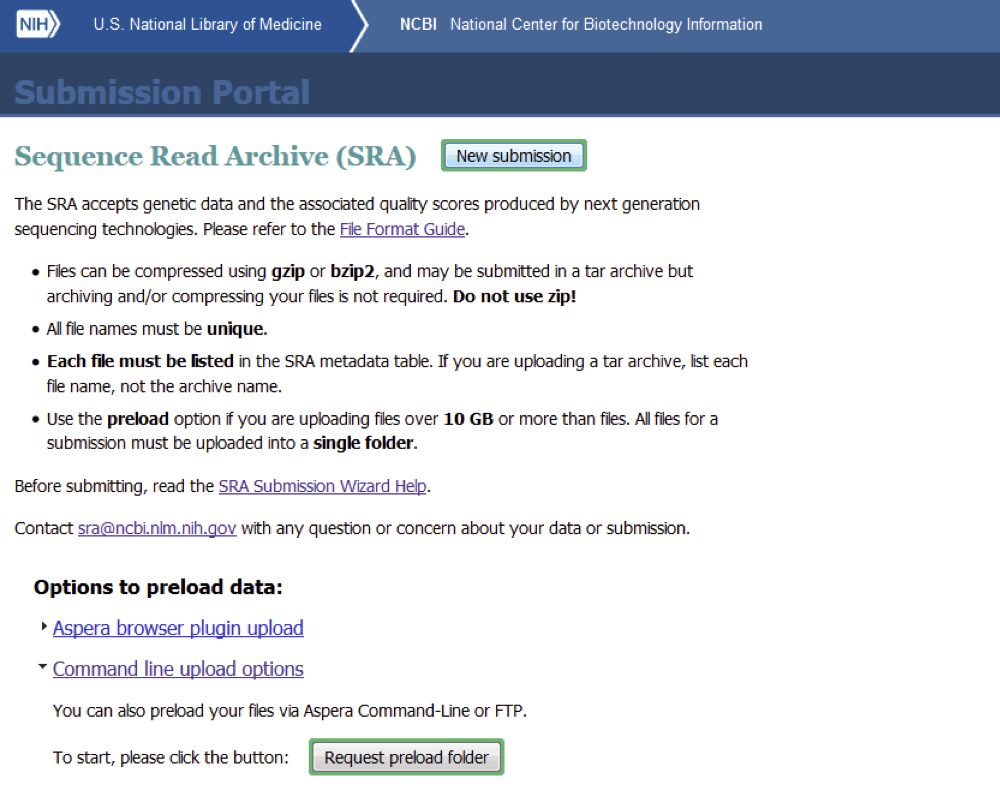 NIH U.S. National Library of Medicine NCBI National Center for Biotechnology Information
Submission Portal
Sequence Read Archive (SRA) New submission
The SRA accepts genetic data and the associated quality scores produced by next generation
sequencing technologies. Please refer to the File Format Guide.
• Files can be compressed using gzip or bzip2, and may be submitted in a tar archive but
archiving and/or compressing your files is not required. Do not use zip!
• All file names must be unique.
• Each file must be listed in the SRA metadata table. If you are uploading a tar archive, list each
file name, not the archive name.
• Use the preload option if you are uploading files over 10 GB or more than files. All files for a
submission must be uploaded into a single folder.
Before submitting, read the SRA Submission Wizard Help.
Contact sra@ncbi.nlm.nih.gov with any question or concern about your data or submission.
Options to preload data:
Aspera browser plugin upload
Command line upload options
You can also preload your files via Aspera Command-Line or FTP.
To start, please click the button: Request preload folder